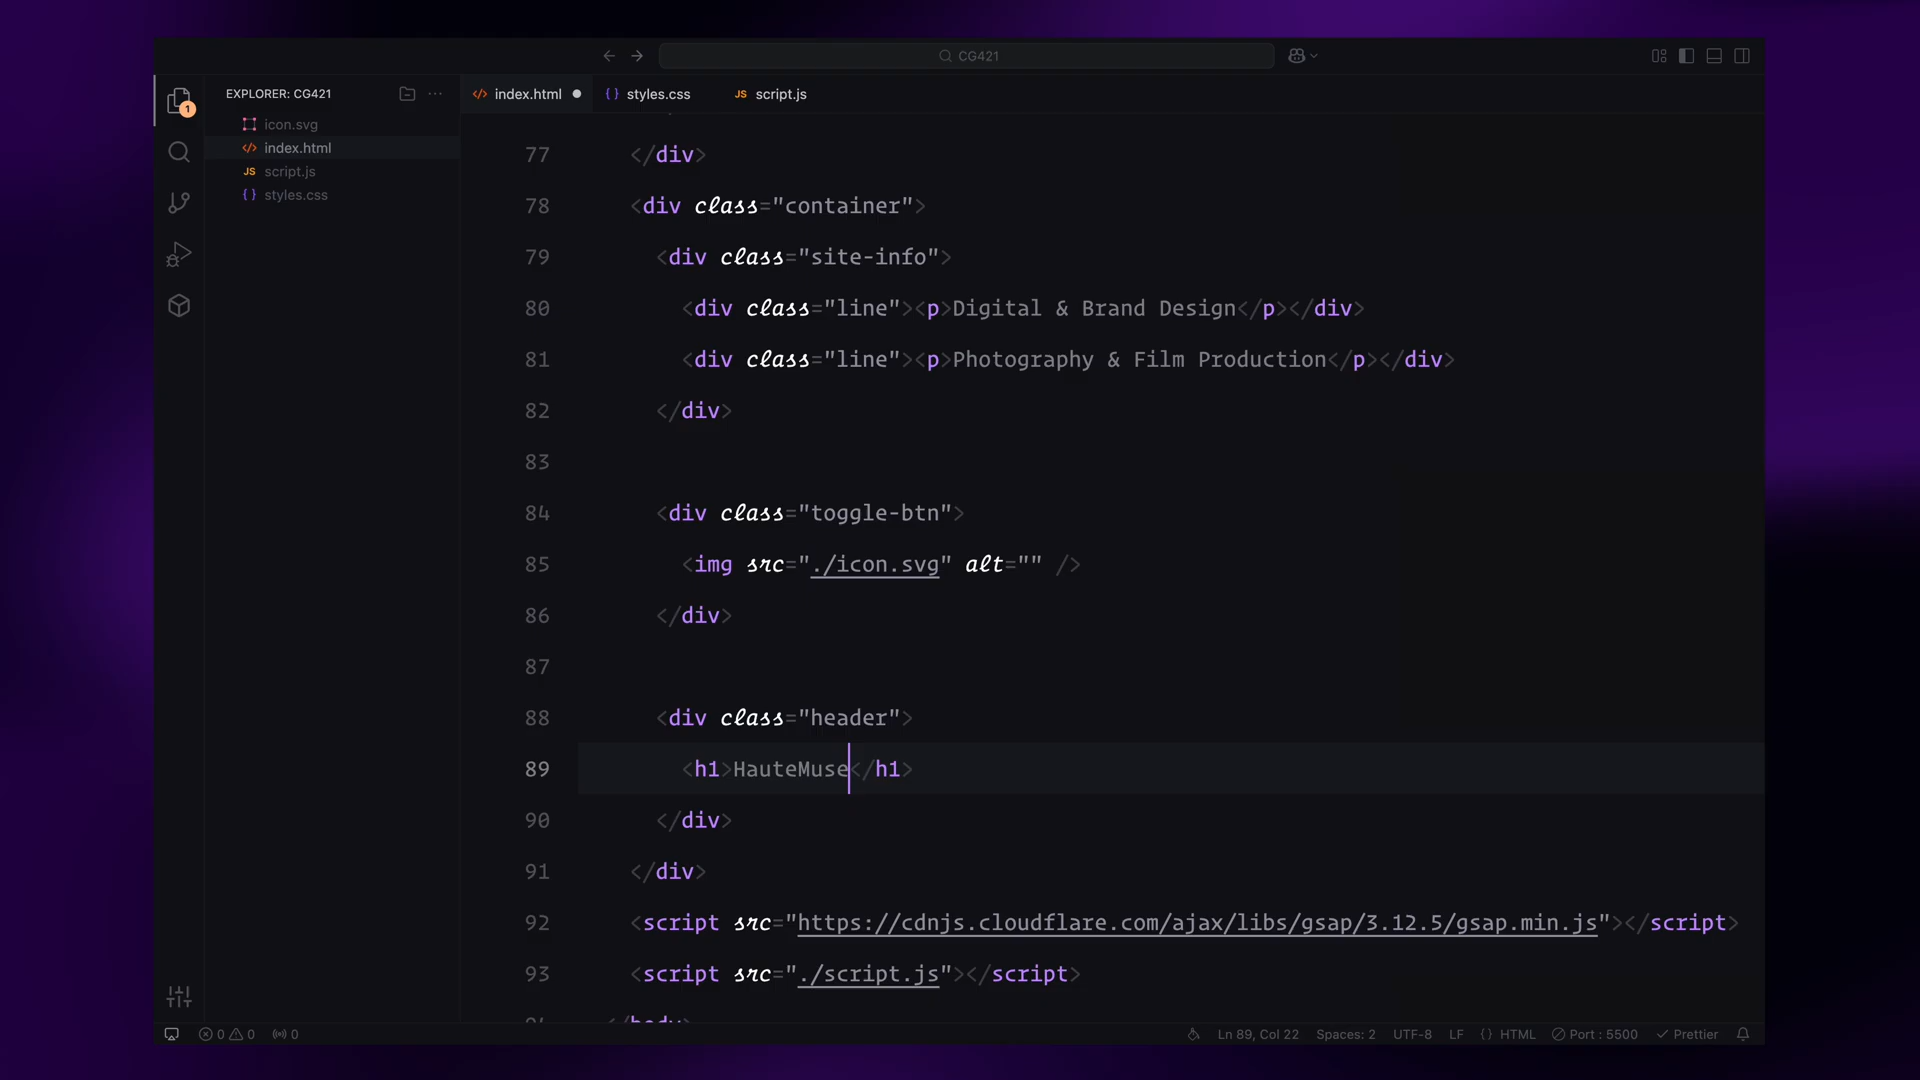 CG421
EXPLORER: CG421
index.html
styles.css
JS script.js
1
icon.svg
index.html
JS script.js
styles.css
77 </div>
78 <div class="container">
79 <div class="site-info">
80 <div class="line"><p>Digital & Brand Design</p></div>
81 <div class="line"><p>Photography & Film Production</p></div>
82 </div>
83
84 <div class="toggle-btn">
85 <img src="./icon.svg" alt="" />
86 </div>
87
88 <div class="header">
89 <h1>HauteMuse</h1>
90 </div>
91 </div>
92 <script src="https://cdnjs.cloudflare.com/ajax/libs/gsap/3.12.5/gsap.min.js"></script>
93 <script src="./script.js"></script>
0 0 0 Ln 89, Col 22 Spaces: 2 UTF-8 LF {} HTML Port : 5500 Prettier